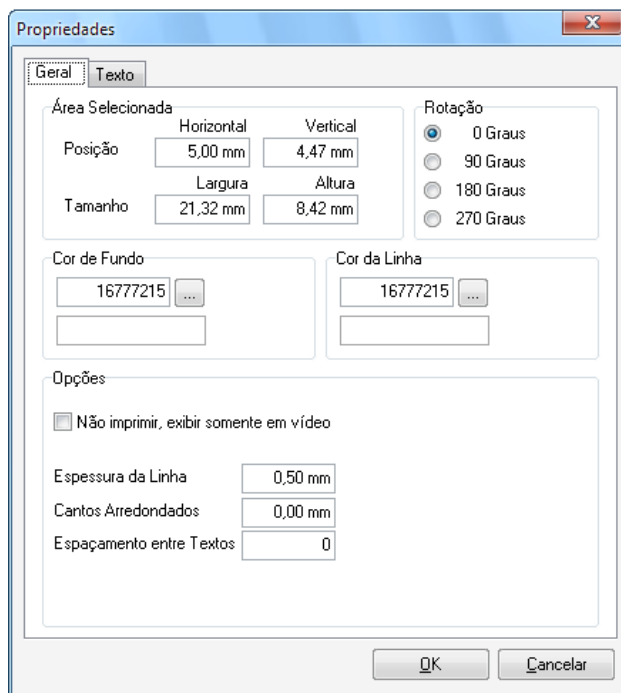 Propriedades
Geral Texto
Área Selecionada
Horizontal Vertical
Posição 5,00 mm 4,47 mm
Largura Altura
Tamanho 21,32 mm 8,42 mm
Rotação
0 Graus
90 Graus
180 Graus
270 Graus
Cor de Fundo
16777215 ...
Cor da Linha
16777215 ...
Opções
Não imprimir, exibir somente em vídeo
Espessura da Linha 0,50 mm
Cantos Arredondados 0,00 mm
Espaçamento entre Textos 0
OK Cancelar